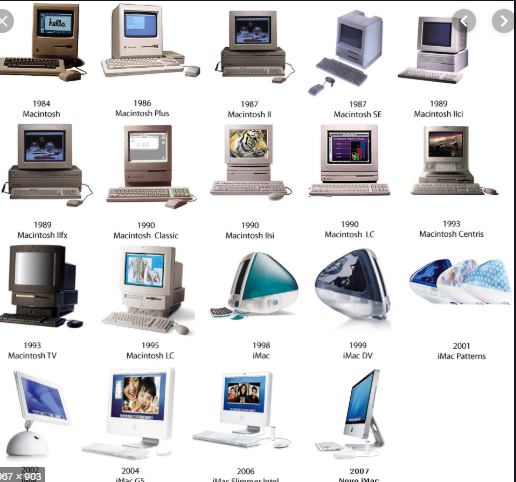 hello.
1984
Macintosh
1986
Macintosh Plus
1987
Macintosh II
1987
Macintosh SE
1989
Macintosh IIci
1989
Macintosh IIfx
1990
Macintosh Classic
1990
Macintosh IIsi
1990
Macintosh LC
1993
Macintosh Centris
1993
Macintosh TV
1995
Macintosh LC
1998
iMac
1999
iMac DV
2001
iMac Patterns
2002
967 × 903
2004
iMac G5
2006
iMac Slimmer Intel
2007
Novo iMac